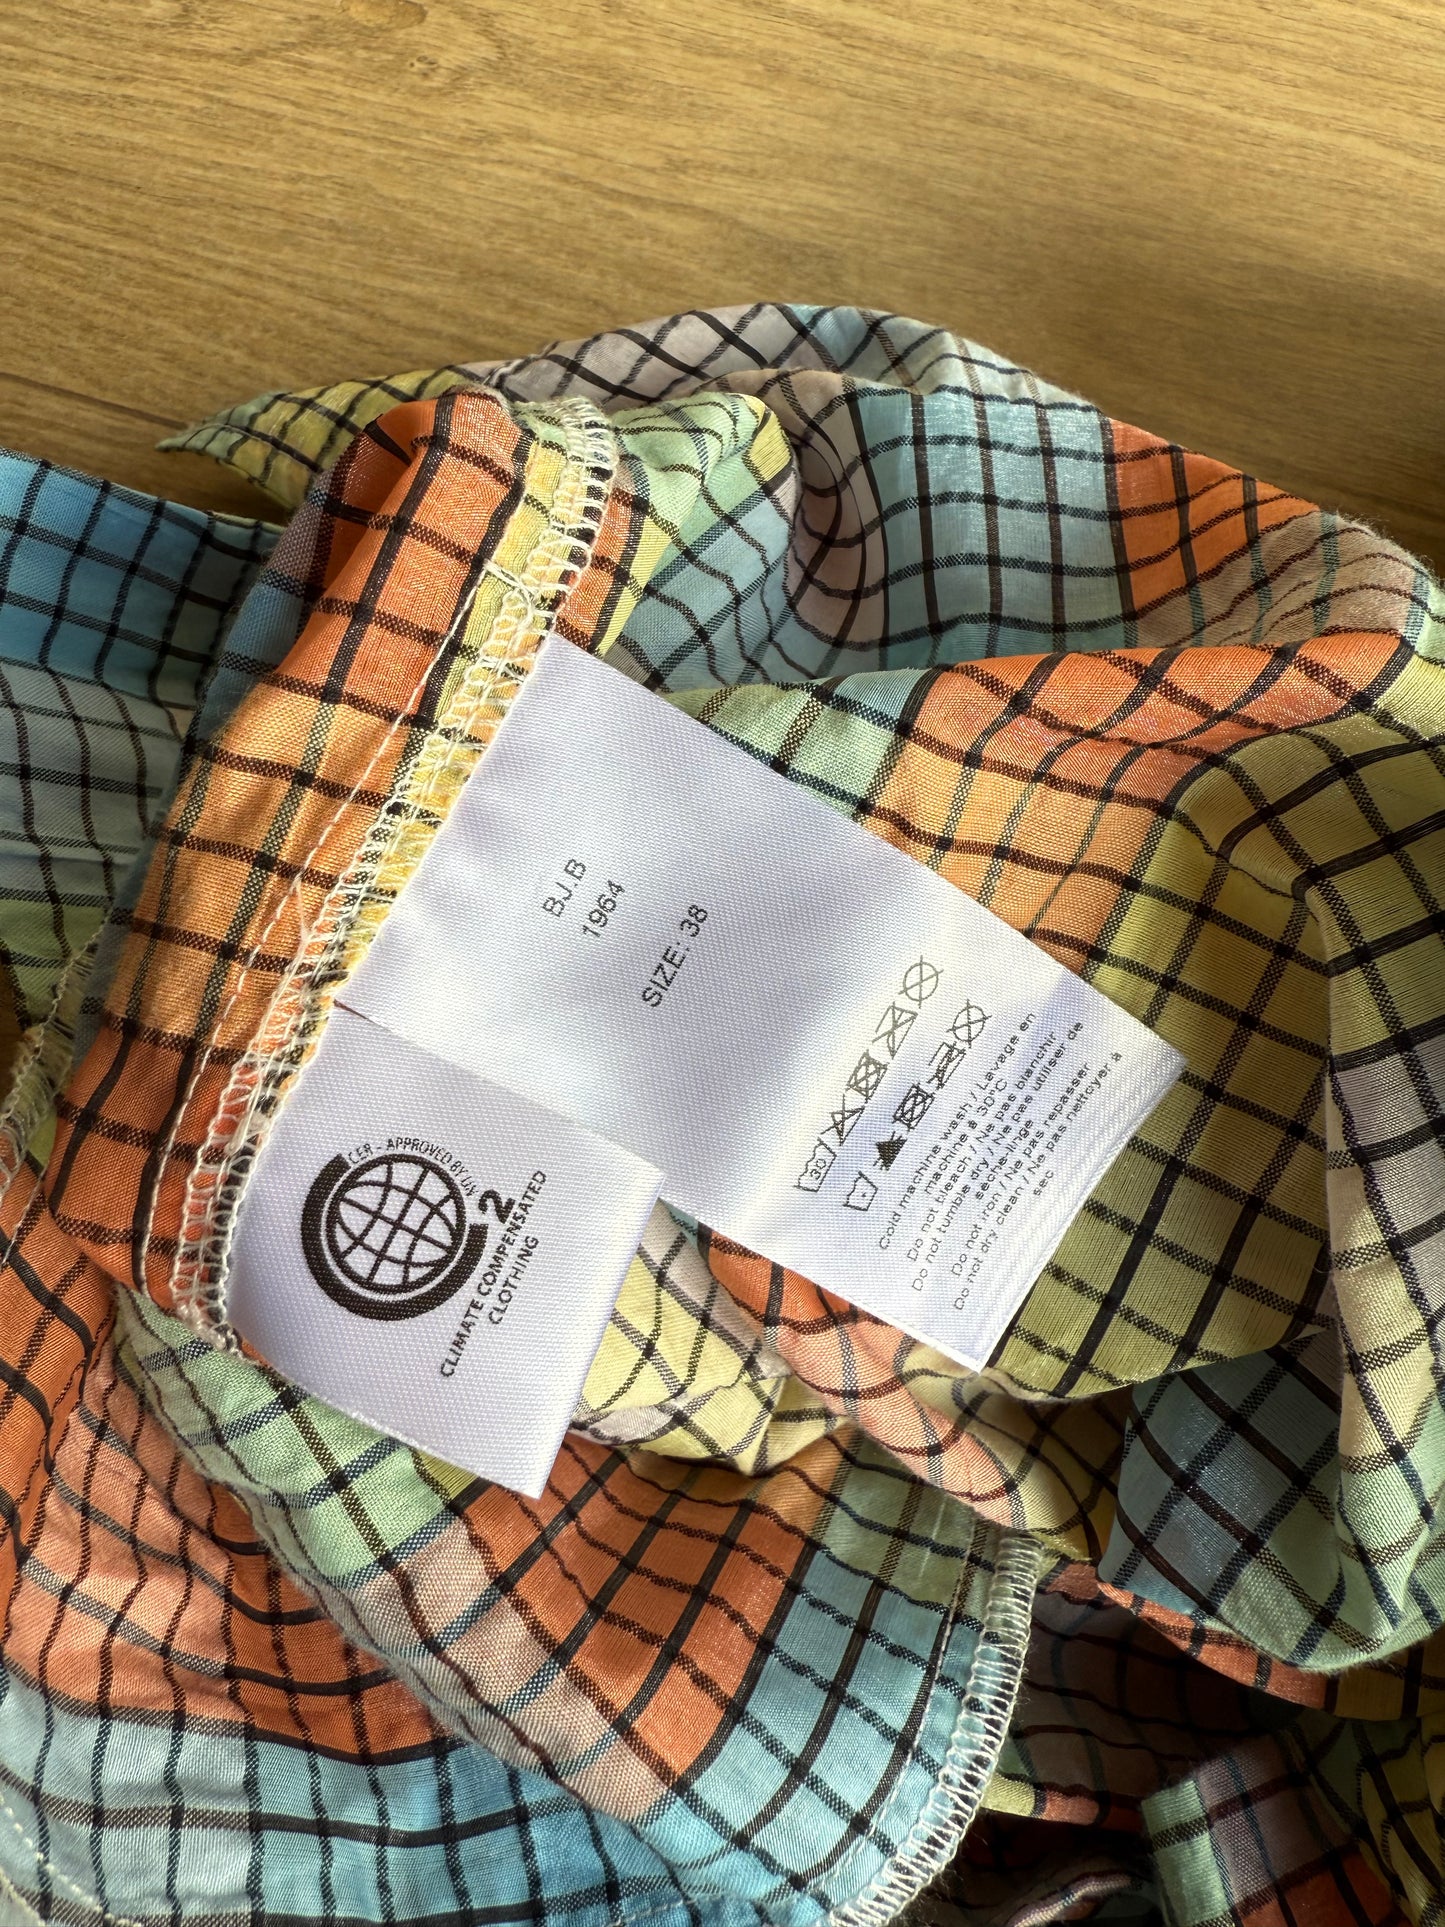 BJ.B
1964
SIZE: 38
30
Cold machine wash / Lavage en
machine à 30°C
Do not bleach / Ne pas blanchir
Do not tumble dry / Ne pas utiliser de
sèche-linge
Do not iron / Ne pas repasser
Do not dry clean / Ne pas nettoyer à
sec
CER - APPROVED BY UN
2
CLIMATE COMPENSATED
CLOTHING